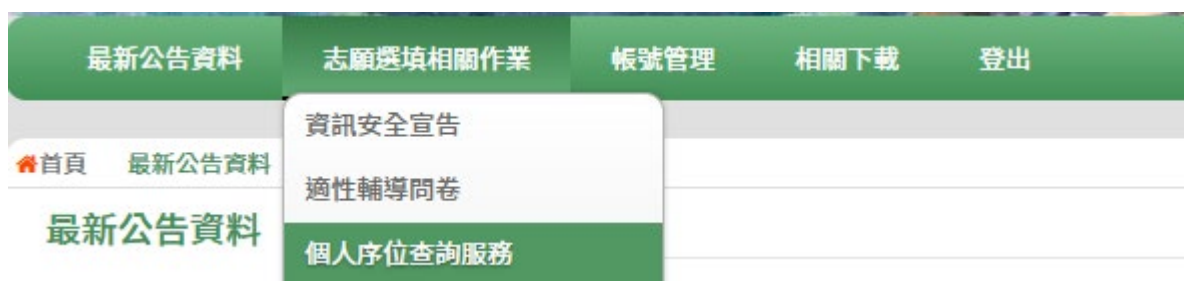 最新公告資料 志願選填相關作業 帳號管理 相關下載 登出
資訊安全宣告
首頁 最新公告資料
適性輔導問卷
最新公告資料
個人序位查詢服務